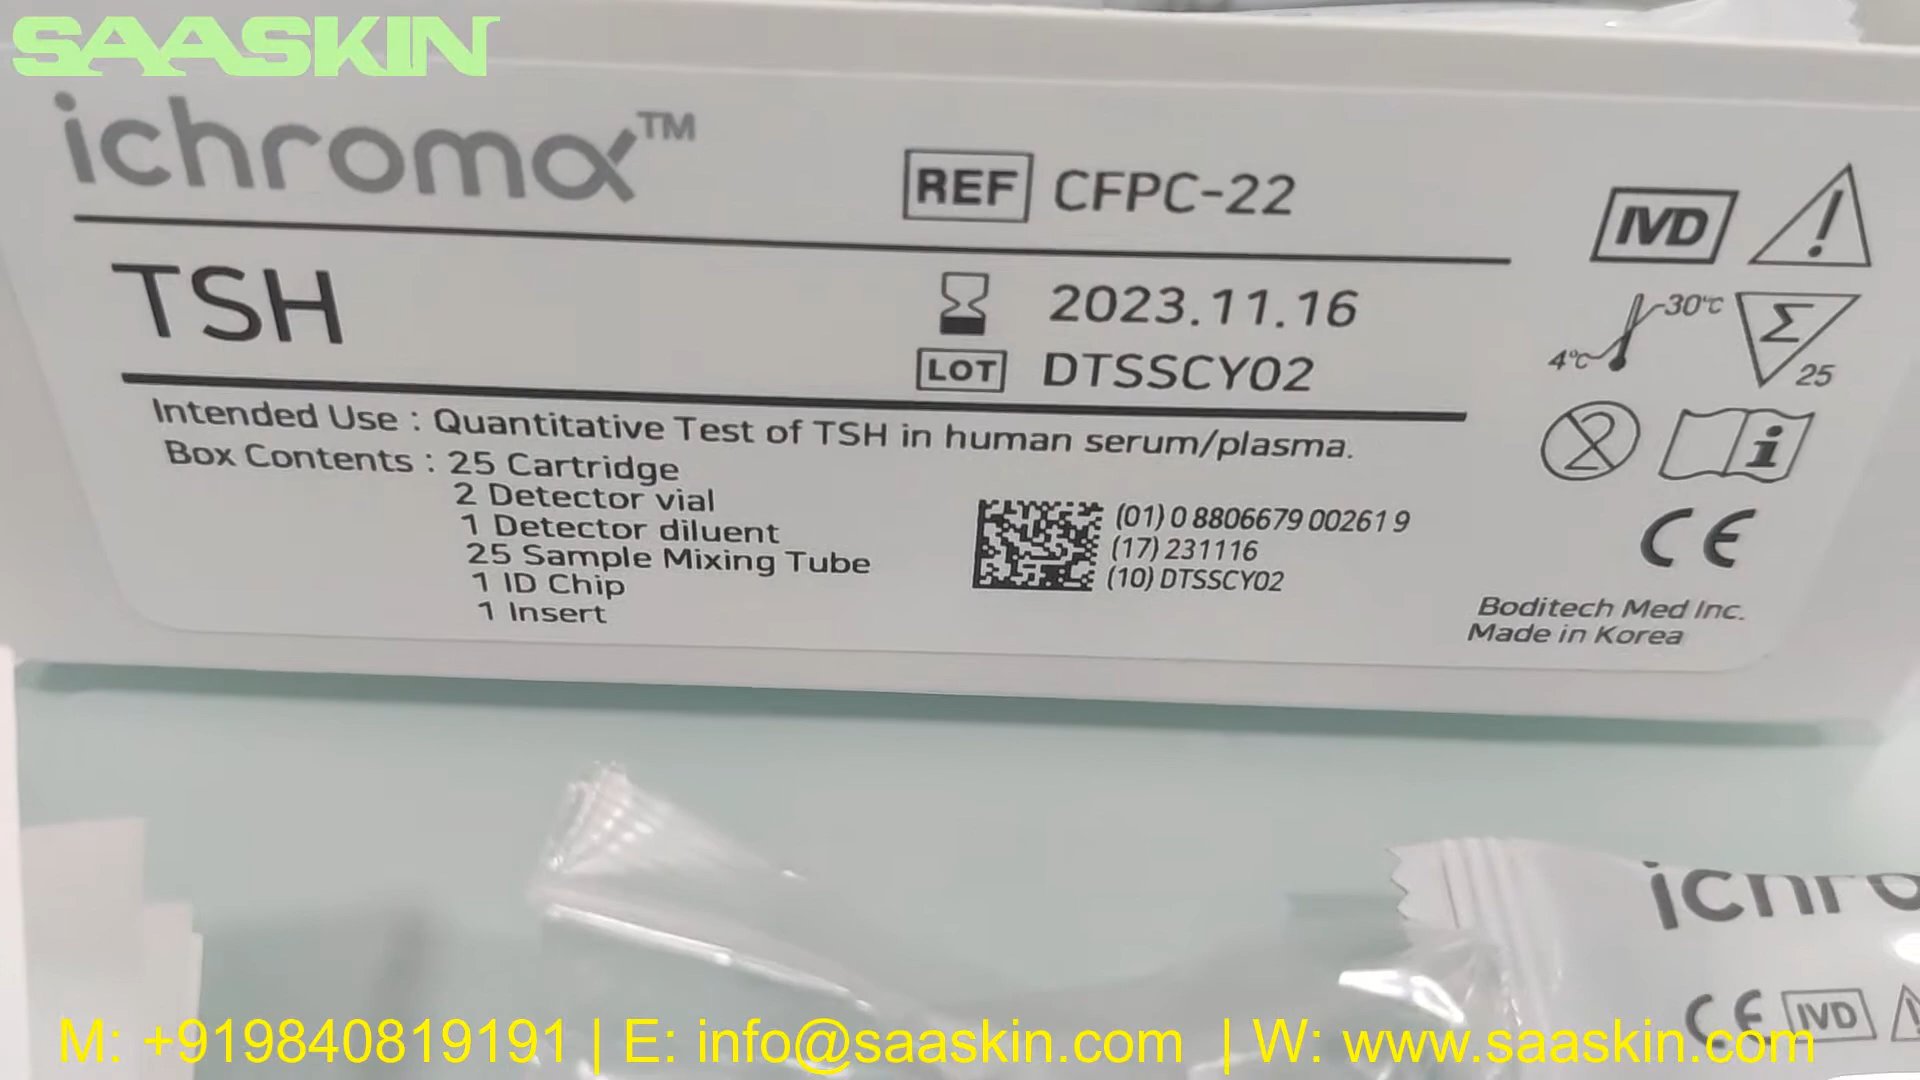 SAASKIN
ichroma™
REF CFPC-22
IVD
TSH
2023.11.16
LOT DTSSCY02
30℃
4℃
Σ
25
2
i
Intended Use : Quantitative Test of TSH in human serum/plasma.
Box Contents : 25 Cartridge
2 Detector vial
1 Detector diluent
25 Sample Mixing Tube
1 ID Chip
1 Insert
(01) 0 8806679 00261 9
(17) 231116
(10) DTSSCY02
CE
Boditech Med Inc.
Made in Korea
CE IVD
M: +919840819191 | E: info@saaskin.com | W: www.saaskin.com